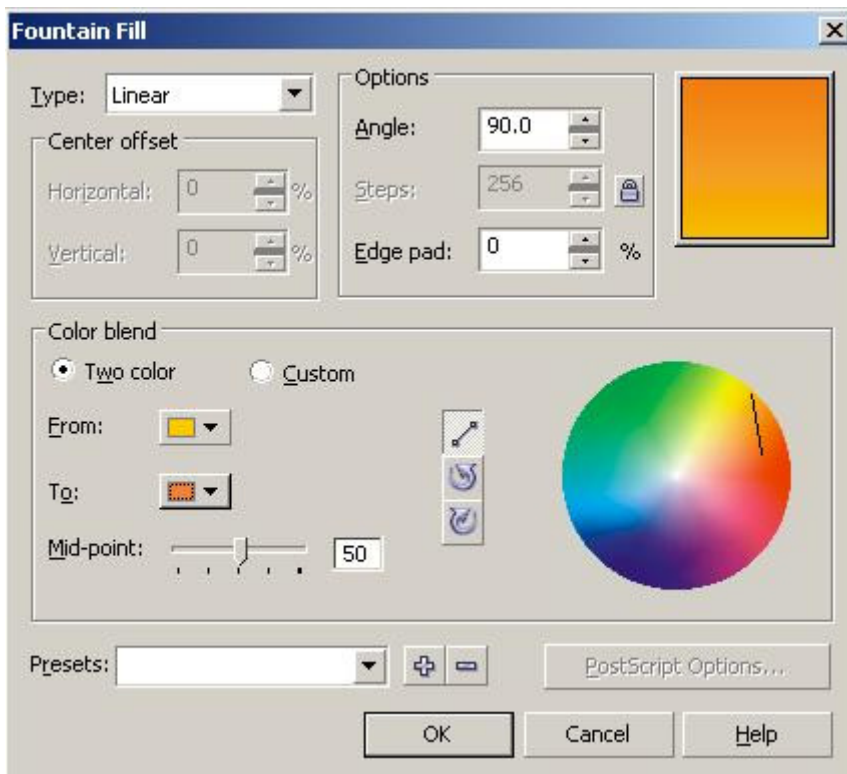 Fountain Fill
Type: Linear
Options
Angle: 90.0
Center offset
Horizontal: 0 %
Steps: 256
Vertical: 0 %
Edge pad: 0 %
Color blend
Two color Custom
From:
To:
Mid-point: 50
Presets:
PostScript Options...
OK Cancel Help